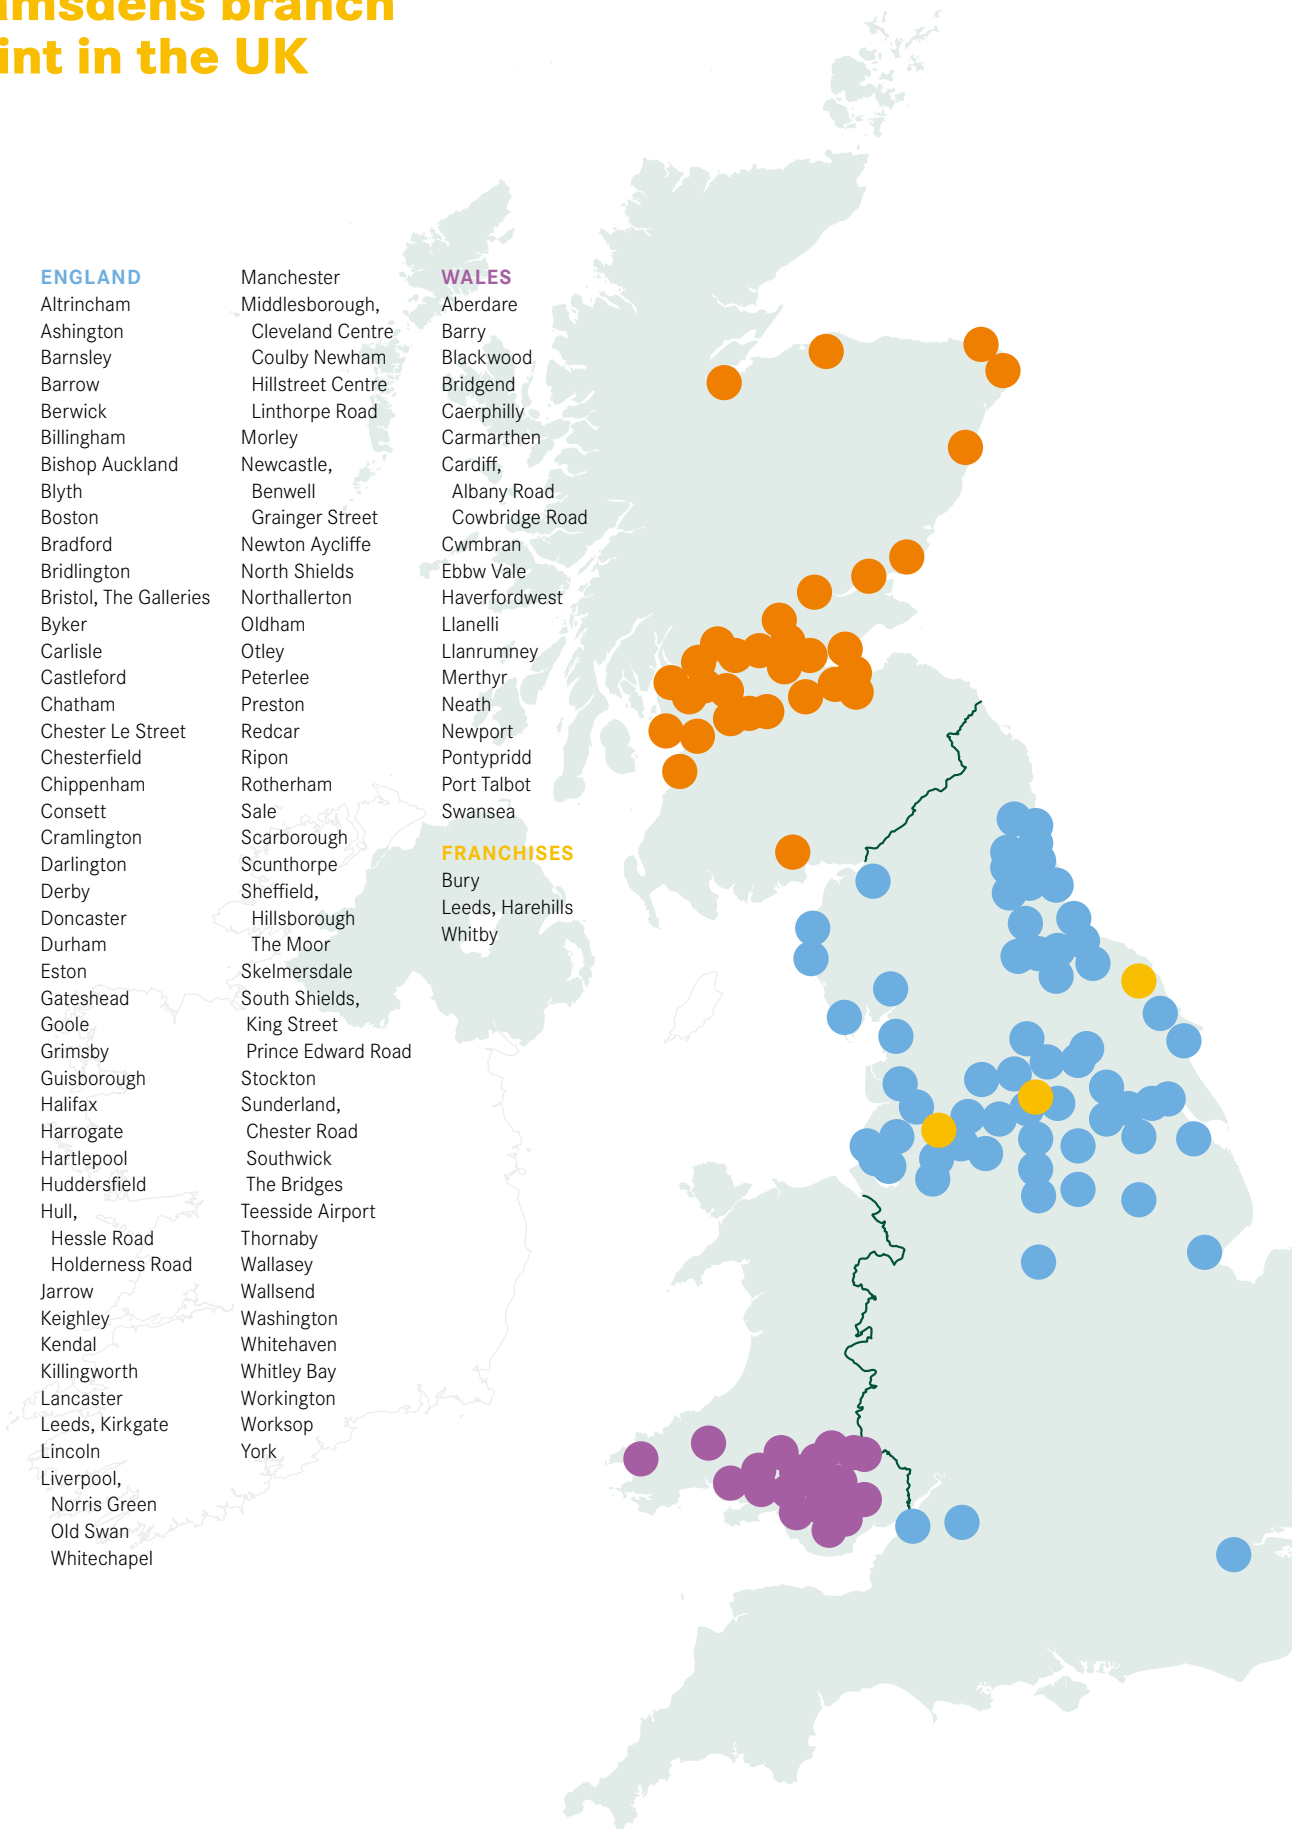 branch
in the UK
ENGLAND
Altrincham
Ashington
Barnsley
Barrow
Berwick
Billingham
Bishop Auckland
Blyth
Boston
Bradford
Bridlington
Bristol, The Galleries
Byker
Carlisle
Castleford
Chatham
Chester Le Street
Chesterfield
Chippenham
Consett
Cramlington
Darlington
Derby
Doncaster
Durham
Eston
Gateshead
Goole
Grimsby
Guisborough
Halifax
Harrogate
Hartlepool
Huddersfield
Hull,
Hessle Road
Holderness Road
Jarrow
Keighley
Kendal
Killingworth
Lancaster
Leeds, Kirkgate
Lincoln
Liverpool,
Norris Green
Old Swan
Whitechapel
Manchester
Middlesborough,
Cleveland Centre
Coulby Newham
Hillstreet Centre
Linthorpe Road
Morley
Newcastle,
Benwell
Grainger Street
Newton Aycliffe
North Shields
Northallerton
Oldham
Otley
Peterlee
Preston
Redcar
Ripon
Rotherham
Sale
Scarborough
Scunthorpe
Sheffield,
Hillsborough
The Moor
Skelmersdale
South Shields,
King Street
Prince Edward Road
Stockton
Sunderland,
Chester Road
Southwick
The Bridges
Teesside Airport
Thornaby
Wallasey
Wallsend
Washington
Whitehaven
Whitley Bay
Workington
Worksop
York
WALES
Aberdare
Barry
Blackwood
Bridgend
Caerphilly
Carmarthen
Cardiff,
Albany Road
Cowbridge Road
Cwmbran
Ebbw Vale
Haverfordwest
Llanelli
Llanrumney
Merthyr
Neath
Newport
Pontypridd
Port Talbot
Swansea
FRANCHISES
Bury
Leeds, Harehills
Whitby